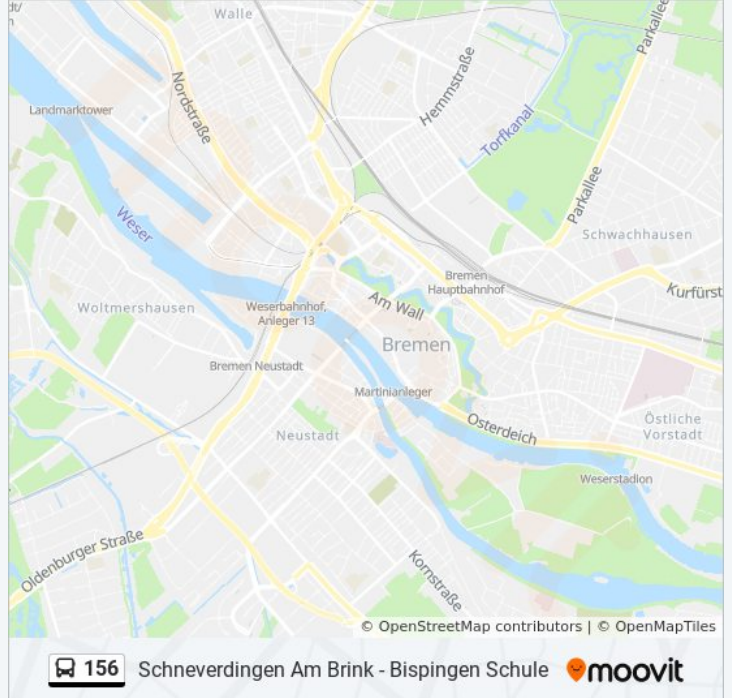 dt/
Walle
Parkallee
Hemmstraße
Nordstraße
Landmarktower
Torfkanal
Parkallee
Weser
Schwachhausen
Bremen
Hauptbahnhof
Kurfürst
Woltmershausen
Weserbahnhof,
Anleger 13
Am Wall
Bremen
Bremen Neustadt
Martinianleger
Osterdeich
Östliche
Vorstadt
Neustadt
Weserstadion
Oldenburger Straße
Kornstraße
© OpenStreetMap contributors | © OpenMapTiles
156 Schneverdingen Am Brink - Bispingen Schule moovit